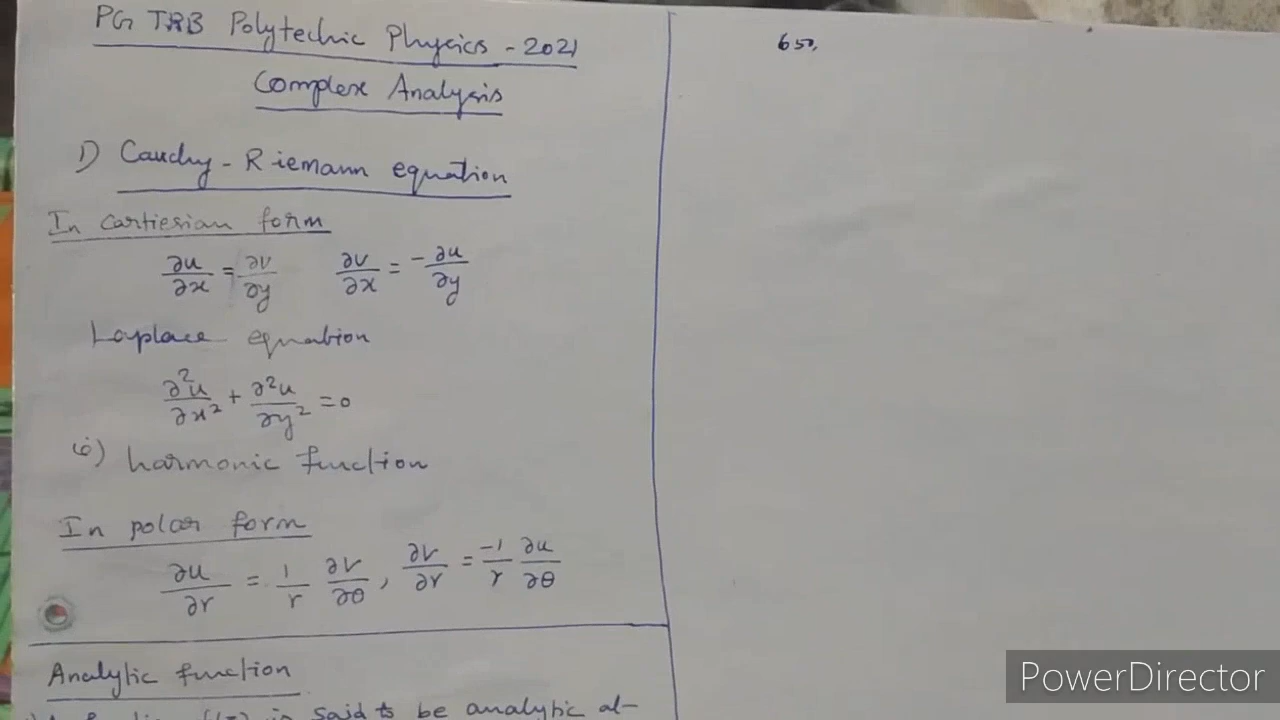 PG TRB Polytechnic Physics - 2021
Complex Analysis
1) Cauchy - Riemann equation
In cartiesian form
∂u/∂x = ∂v/∂y   ∂v/∂x = -∂u/∂y
Laplace equation
∂²u/∂x² + ∂²u/∂y² = 0
harmonic function
In polar form
∂u/∂r = 1/r ∂v/∂θ, ∂v/∂r = -1/r ∂u/∂θ
Analytic function
is said to be analytic at-
650,
PowerDirector